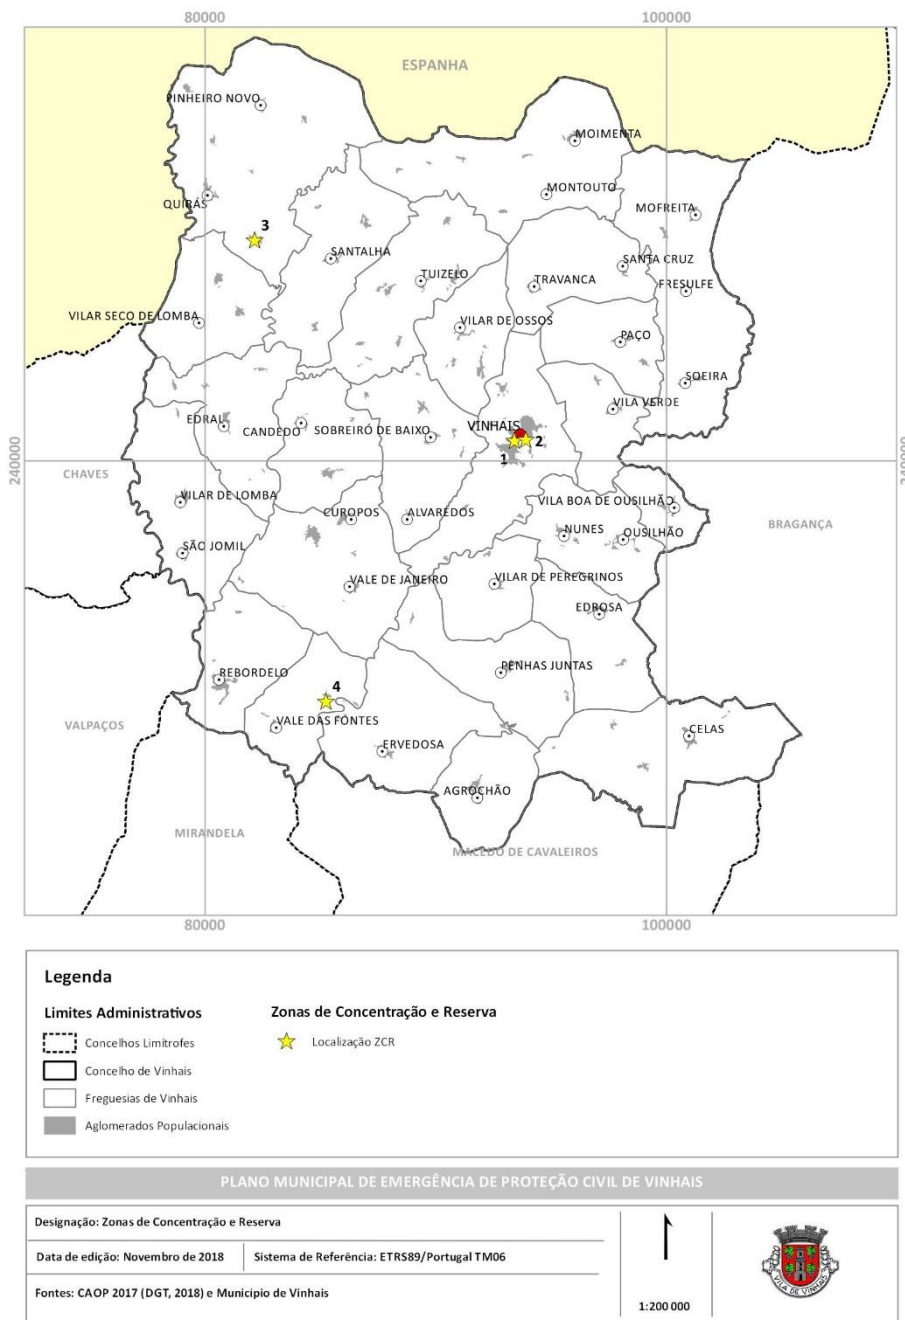 80000 100000
ESPANHA
PINHEIRO NOVO
MOIMENTA
MONTOUTO
QUIRÁS
MOFREITA
3
SANTALHA
SANTA CRUZ
TUIZELO
TRAVANCA
FRESULFE
VILAR SECO DE LOMBA
VILAR DE OSSOS
PAÇO
SOEIRA
VILA VERDE
EDRAL
CANDEDO
SOBREIRÓ DE BAIXO
VINHAIS
2
1
240000 240000
CHAVES
VILAR DE LOMBA
VILA BOA DE OUSILHÃO
CUROPOS
ALVAREDOS
BRAGANÇA
NUNES
OUSILHÃO
SÃO JOMIL
VALE DE JANEIRO
VILAR DE PEREGRINOS
EDROSA
REBORDELO
PENHAS JUNTAS
4
VALPAÇOS
VALE DAS FONTES
CELAS
ERVEDOSA
AGROCHÃO
MIRANDELA
MACEDO DE CAVALEIROS
80000 100000
Legenda
Limites Administrativos
Concelhos Limítrofes
Concelho de Vinhais
Freguesias de Vinhais
Aglomerados Populacionais
Zonas de Concentração e Reserva
Localização ZCR
PLANO MUNICIPAL DE EMERGÊNCIA DE PROTEÇÃO CIVIL DE VINHAIS
Designação: Zonas de Concentração e Reserva
Data de edição: Novembro de 2018 Sistema de Referência: ETRS89/Portugal TM06
Fontes: CAOP 2017 (DGT, 2018) e Municipio de Vinhais
1:200 000
VILA DE VINHAIS